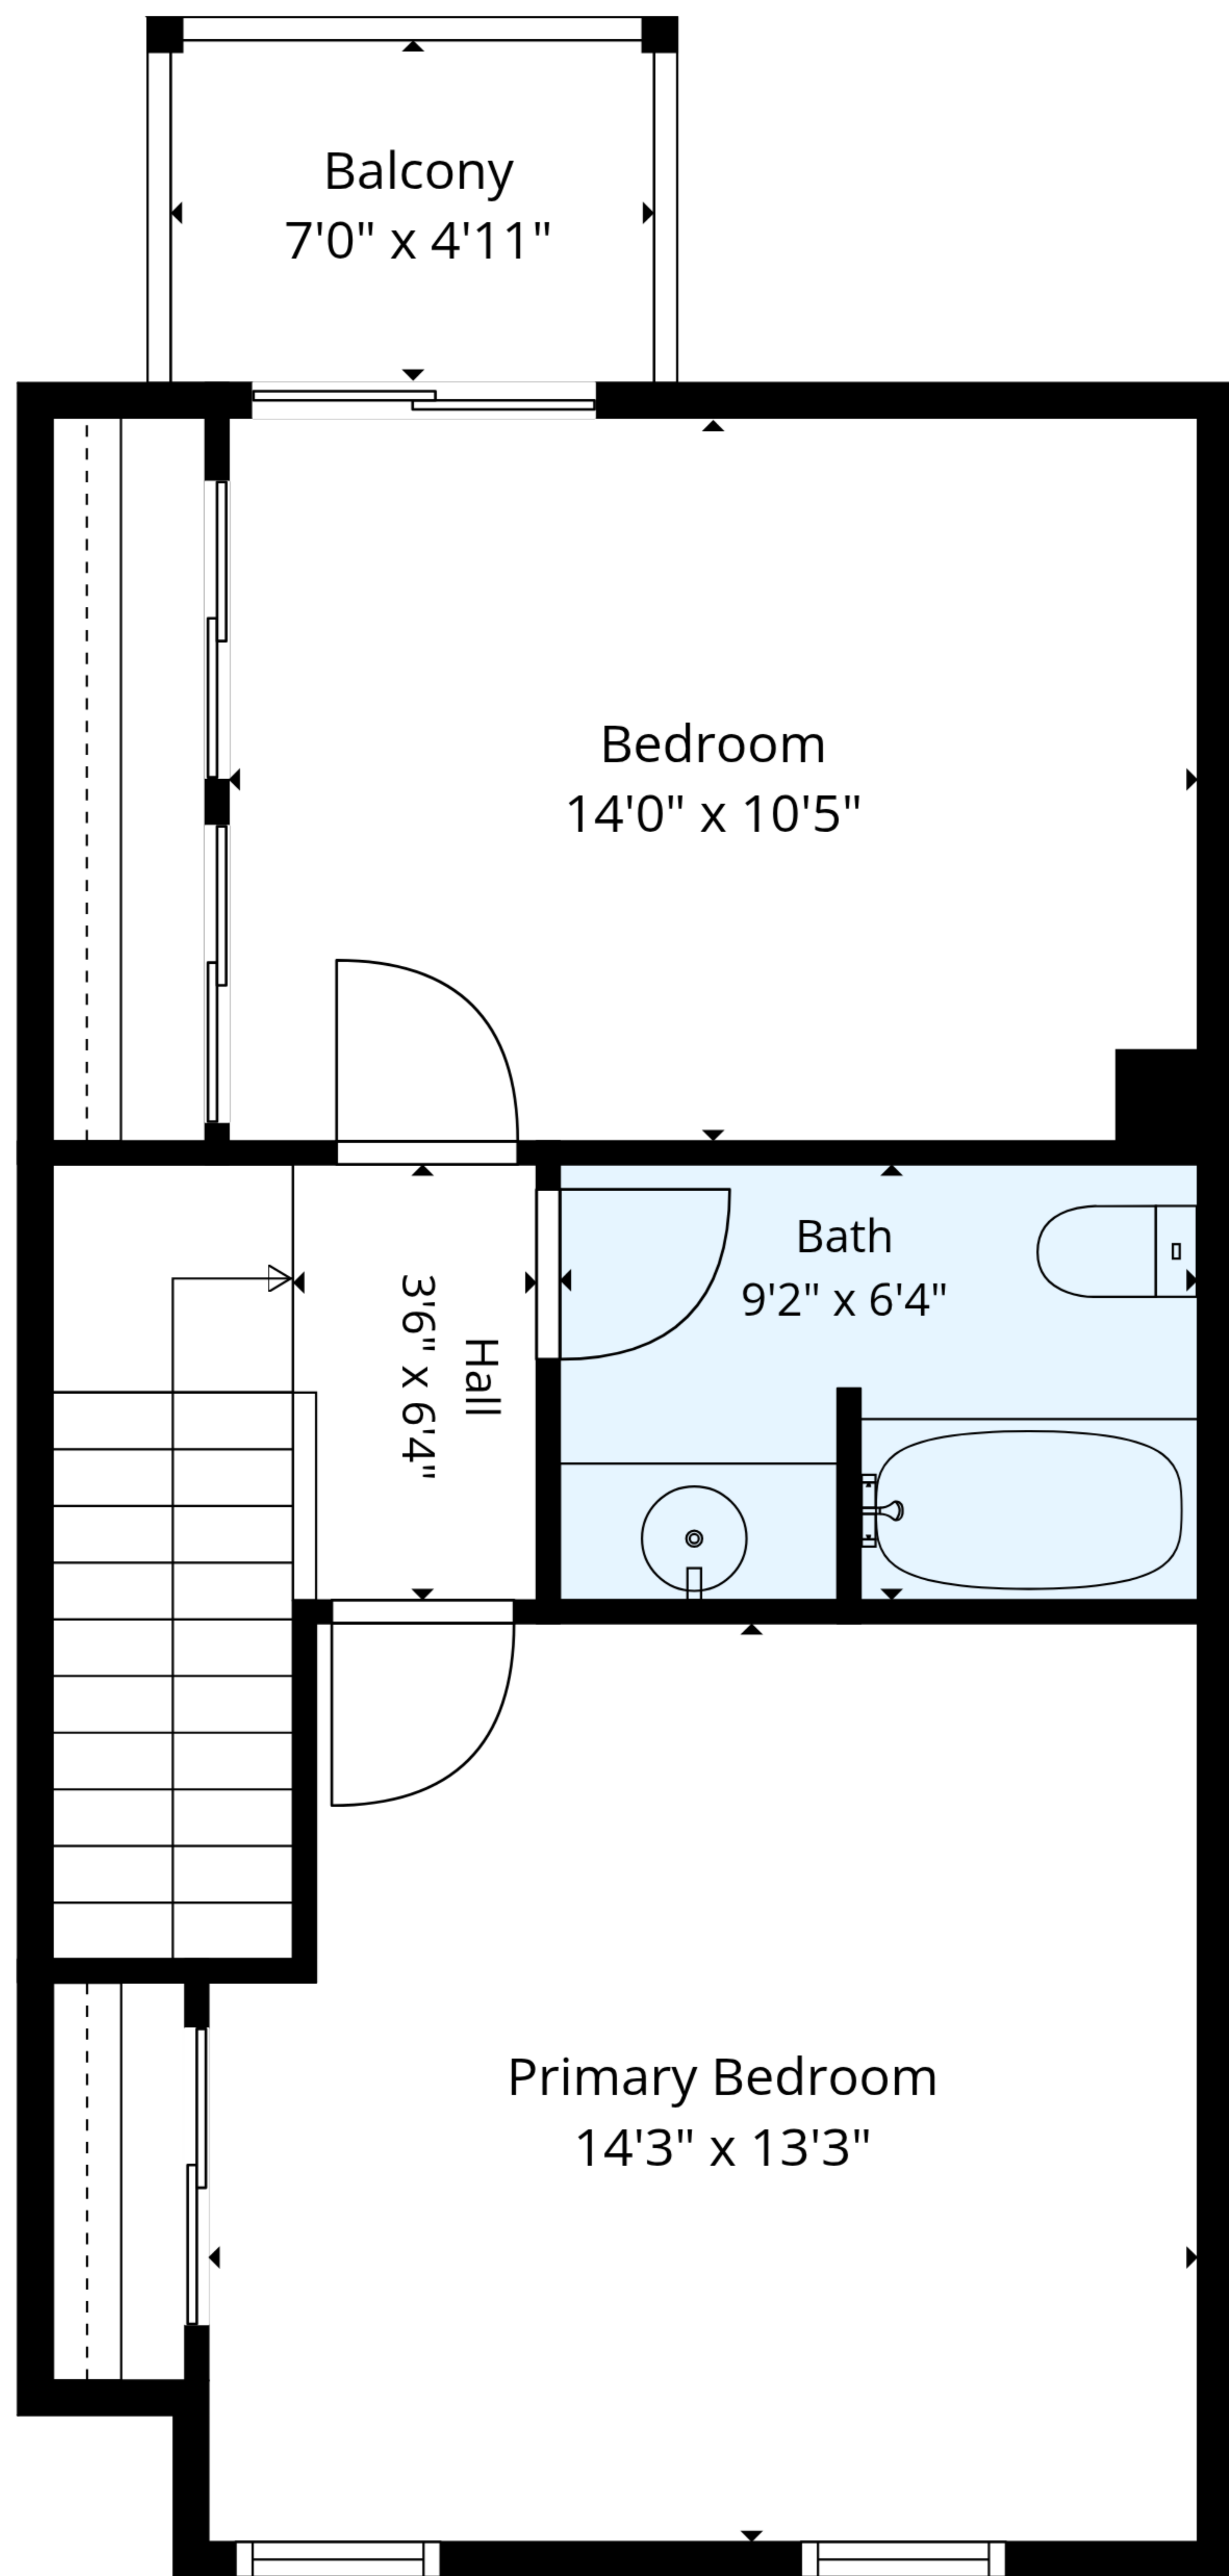 Balcony
7'0" x 4'11"
Bedroom
14'0" x 10'5"
Bath
9'2" x 6'4"
Hall
3'6" x 6'4"
Primary Bedroom
14'3" x 13'3"